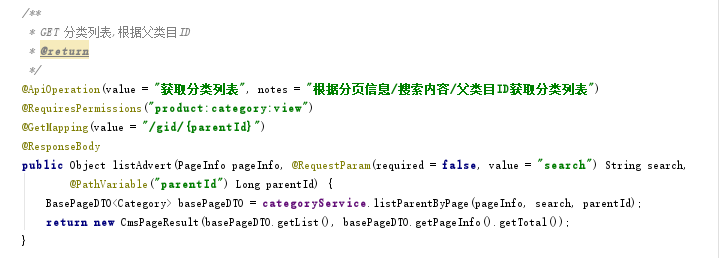 /**
* GET 分类列表,根据父类目ID
* @return
*/
@ApiOperation(value = "获取分类列表", notes = "根据分页信息/搜索内容/父类目ID获取分类列表")
@RequiresPermissions("product:category:view")
@GetMapping(value = "/gid/{parentId}")
@ResponseBody
public Object listAdvert(PageInfo pageInfo, @RequestParam(required = false, value = "search") String search,
@PathVariable("parentId") Long parentId) {
BasePageDTO<Category> basePageDTO = categoryService.listParentByPage(pageInfo, search, parentId);
return new CmsPageResult(basePageDTO.getList(), basePageDTO.getPageInfo().getTotal());
}